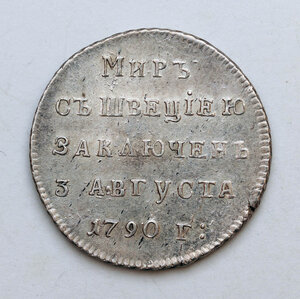 МИРЪ
СЪ ШВЕЦІЕЮ
ЗАКЛЮЧЕНЪ
3 АВГУСТА
1790 Г: